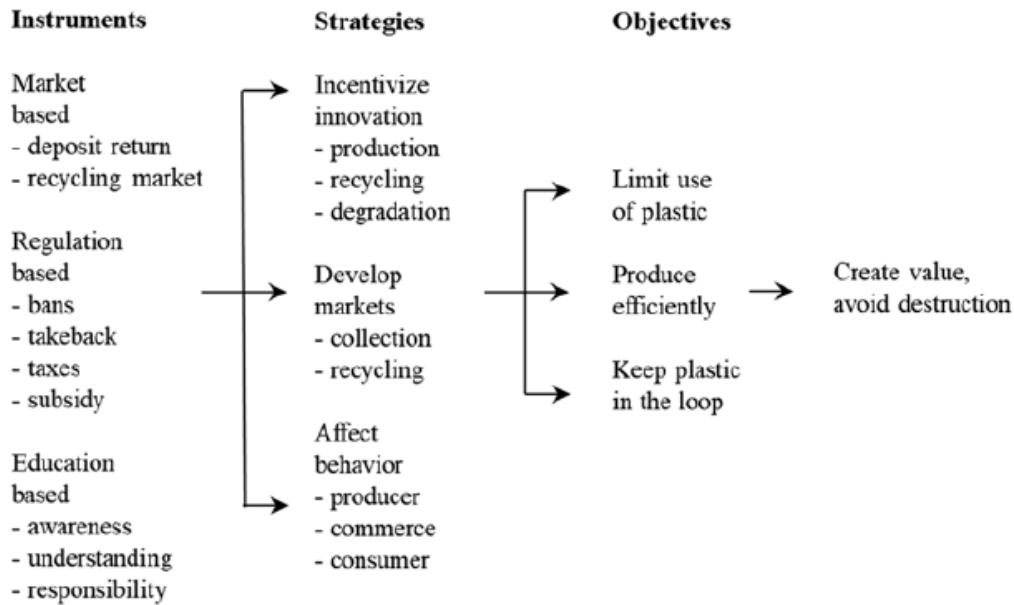 Instruments
Market
based
- deposit return
- recycling market
Regulation
based
- bans
- takeback
- taxes
- subsidy
Education
based
- awareness
- understanding
- responsibility
Strategies
Incentivize
innovation
- production
- recycling
- degradation
Develop
markets
- collection
- recycling
Affect
behavior
- producer
- commerce
- consumer
Objectives
Limit use
of plastic
Produce
efficiently
Keep plastic
in the loop
Create value,
avoid destruction